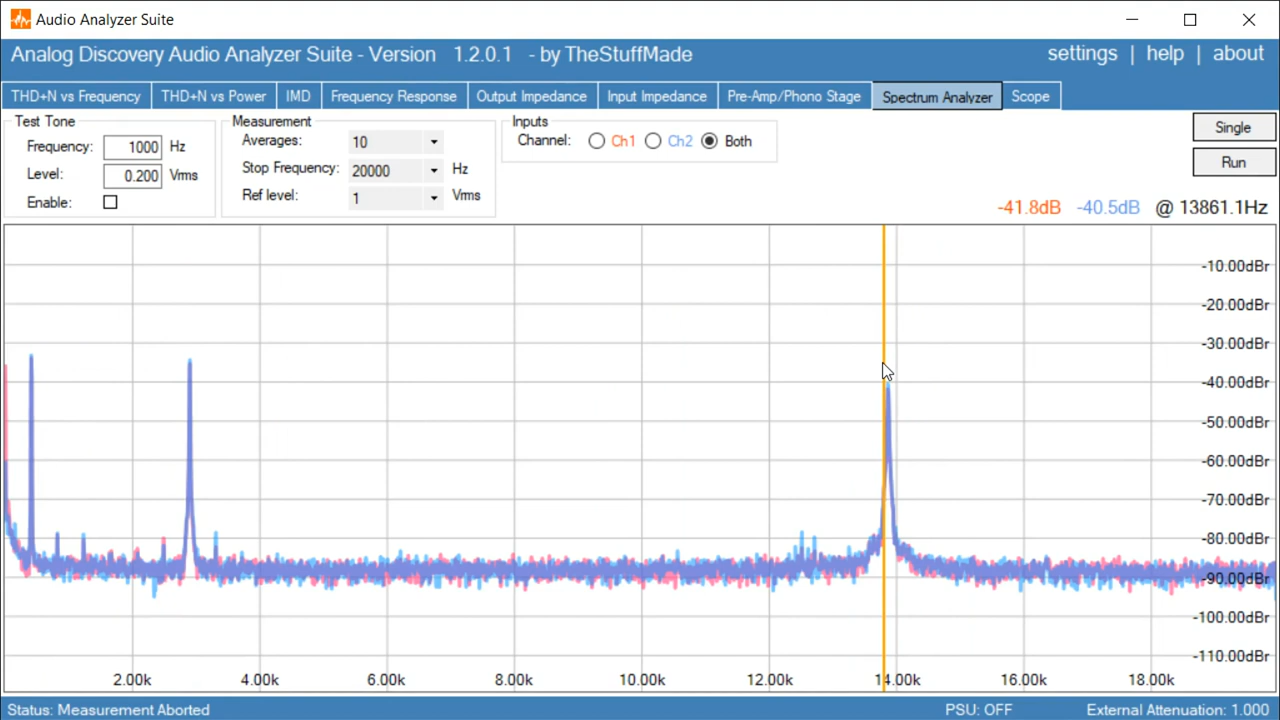 Audio Analyzer Suite
Analog Discovery Audio Analyzer Suite - Version 1.2.0.1 - by TheStuffMade
settings | help | about
THD+N vs Frequency THD+N vs Power IMD Frequency Response Output Impedance Input Impedance Pre-Amp/Phono Stage Spectrum Analyzer Scope
Test Tone
Frequency: 1000 Hz
Level: 0.200 Vrms
Enable:
Measurement
Averages: 10
Stop Frequency: 20000 Hz
Ref level: 1 Vrms
Inputs
Channel: Ch1 Ch2 Both
Single
Run
-41.8dB -40.5dB @ 13861.1Hz
-10.00dBr
-20.00dBr
-30.00dBr
-40.00dBr
-50.00dBr
-60.00dBr
-70.00dBr
-80.00dBr
-90.00dBr
-100.00dBr
-110.00dBr
2.00k 4.00k 6.00k 8.00k 10.00k 12.00k 14.00k 16.00k 18.00k
Status: Measurement Aborted PSU: OFF External Attenuation: 1.000